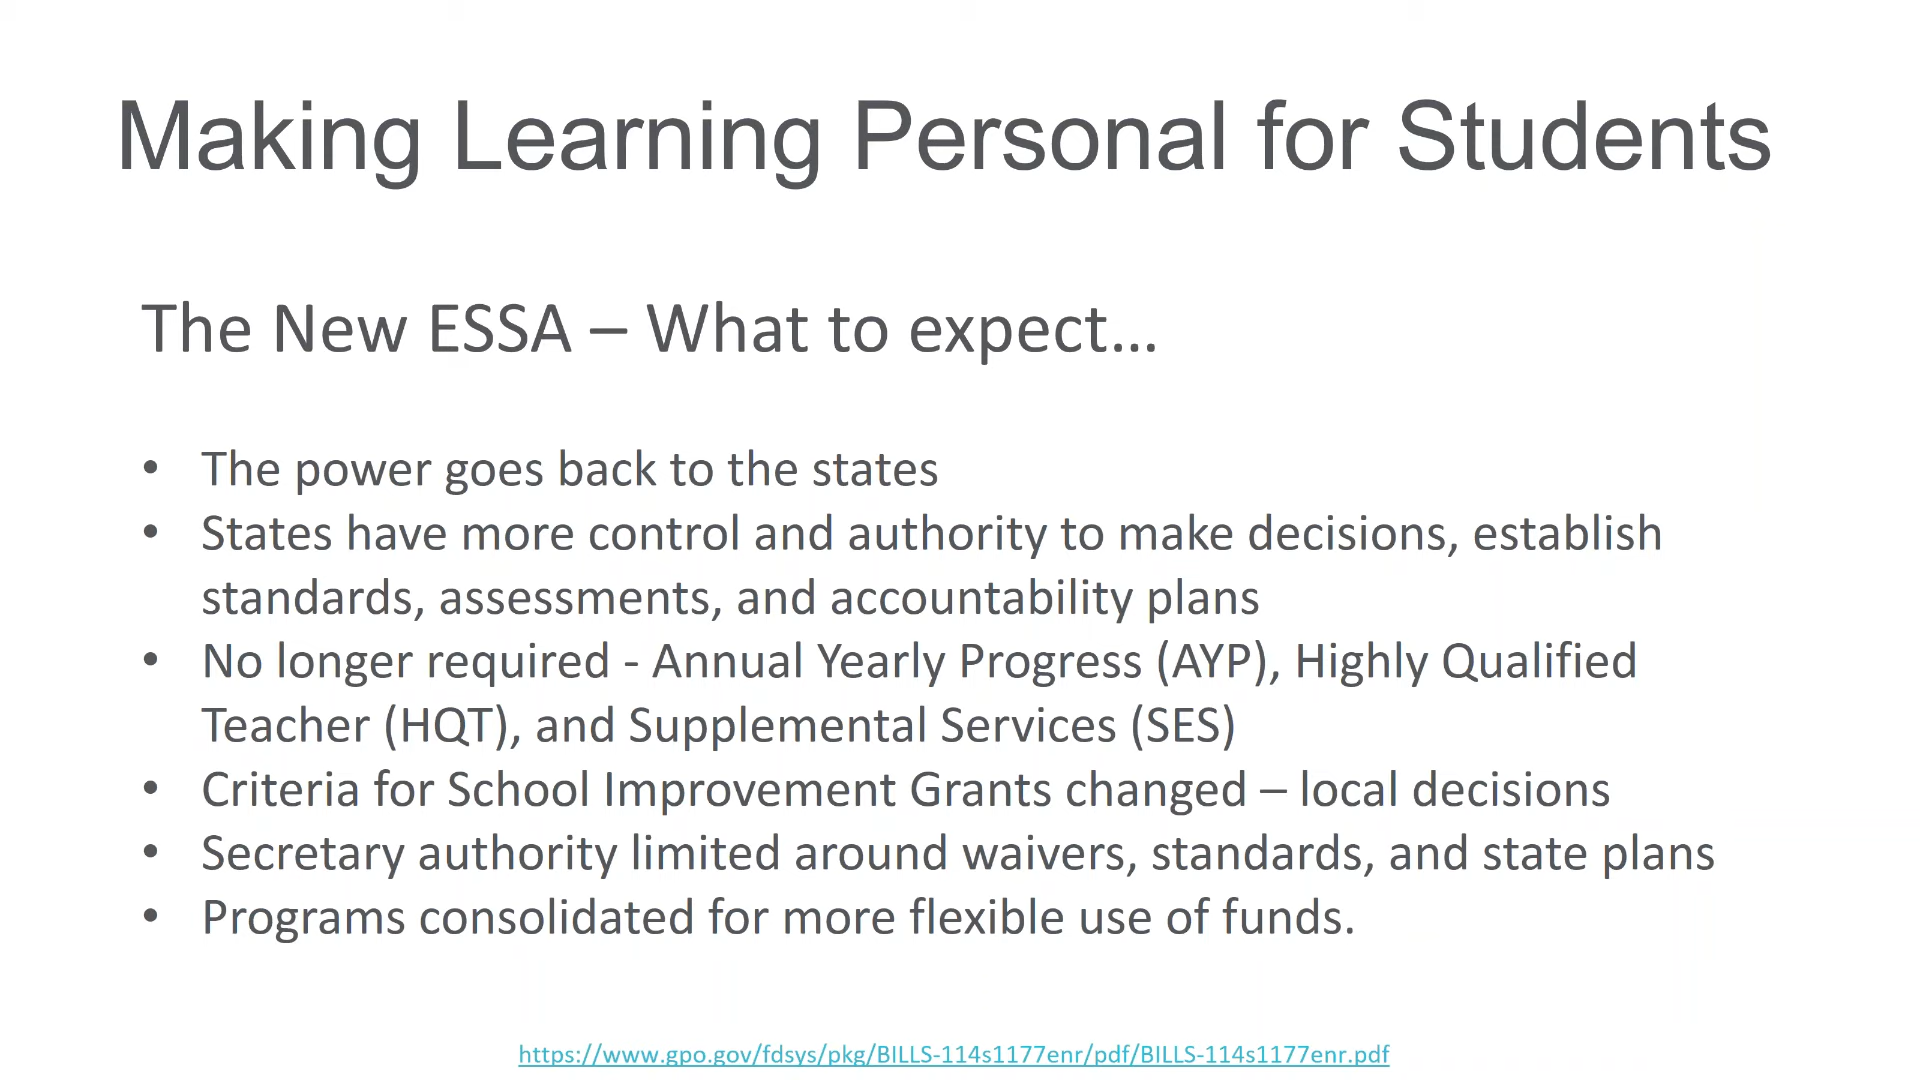 Making Learning Personal for Students
The New ESSA – What to expect...
• The power goes back to the states
• States have more control and authority to make decisions, establish
standards, assessments, and accountability plans
• No longer required - Annual Yearly Progress (AYP), Highly Qualified
Teacher (HQT), and Supplemental Services (SES)
• Criteria for School Improvement Grants changed – local decisions
• Secretary authority limited around waivers, standards, and state plans
• Programs consolidated for more flexible use of funds.
https://www.gpo.gov/fdsys/pkg/BILLS-114s1177enr/pdf/BILLS-114s1177enr.pdf